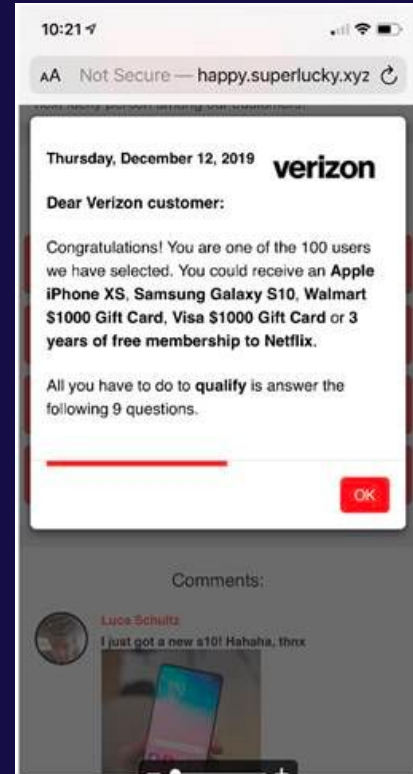 10:21
AA Not Secure — happy.superlucky.xyz
Thursday, December 12, 2019 verizon
Dear Verizon customer:
Congratulations! You are one of the 100 users
we have selected. You could receive an Apple
iPhone XS, Samsung Galaxy S10, Walmart
$1000 Gift Card, Visa $1000 Gift Card or 3
years of free membership to Netflix.
All you have to do to qualify is answer the
following 9 questions.
OK
Comments:
Luca Schultz
I just got a new s10! Hahaha, thnx